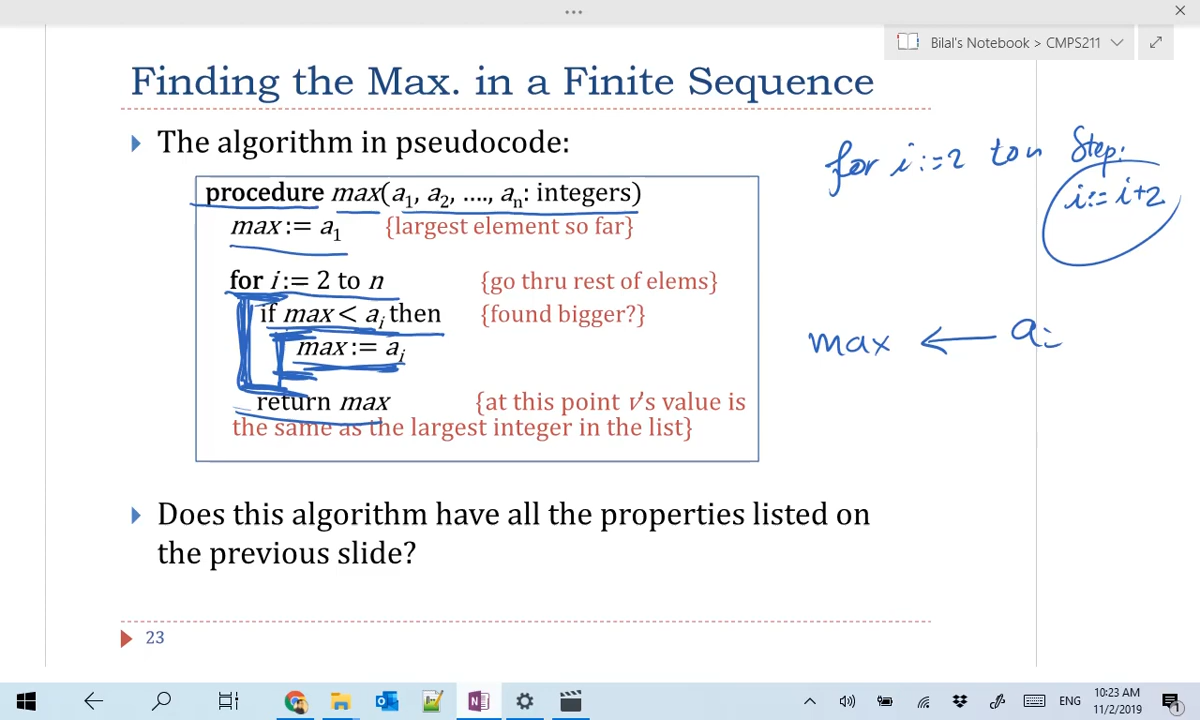 Bilal's Notebook > CMPS211
Finding the Max. in a Finite Sequence
The algorithm in pseudocode:
for i:=2 to n Step:
i:= i+2
procedure max(a1, a2, ...., an: integers)
max:= a1 {largest element so far}
for i:= 2 to n {go thru rest of elems}
if max< ai then {found bigger?}
max:= ai
max ← ai
return max {at this point v's value is
the same as the largest integer in the list}
Does this algorithm have all the properties listed on
the previous slide?
23
ENG
10:23 AM
11/2/2019
1